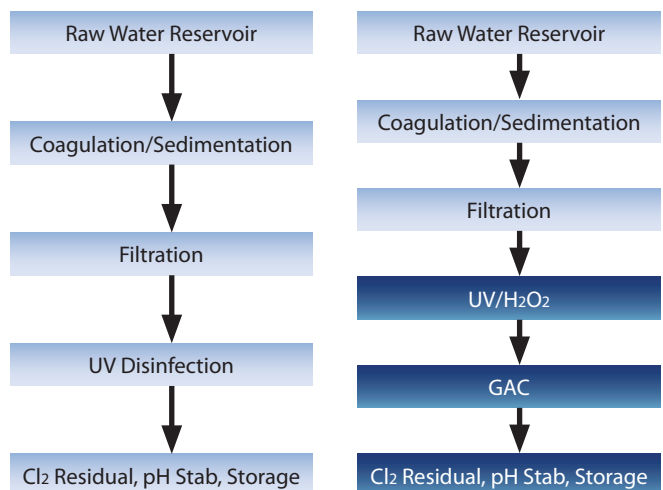 Raw Water Reservoir
Coagulation/Sedimentation
Filtration
UV Disinfection
Cl₂ Residual, pH Stab, Storage
Raw Water Reservoir
Coagulation/Sedimentation
Filtration
UV/H₂O₂
GAC
Cl₂ Residual, pH Stab, Storage